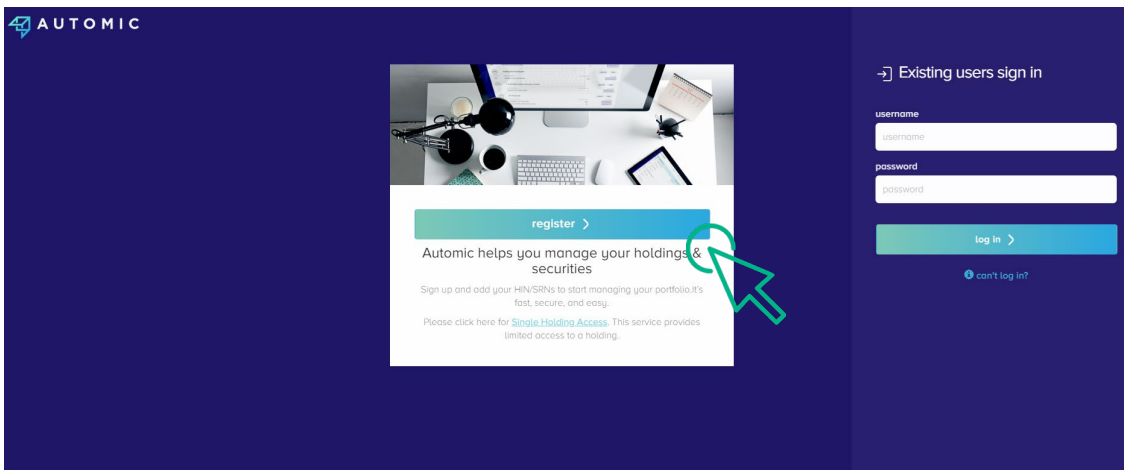 AUTOMIC
register
Automic helps you manage your holdings &
securities
Sign up and add your HIN/SRNs to start managing your portfolio.It's
fast, secure, and easy.
Please click here for Single Holding Access. This service provides
limited access to a holding.
Existing users sign in
username
username
password
password
log in
can't log in?